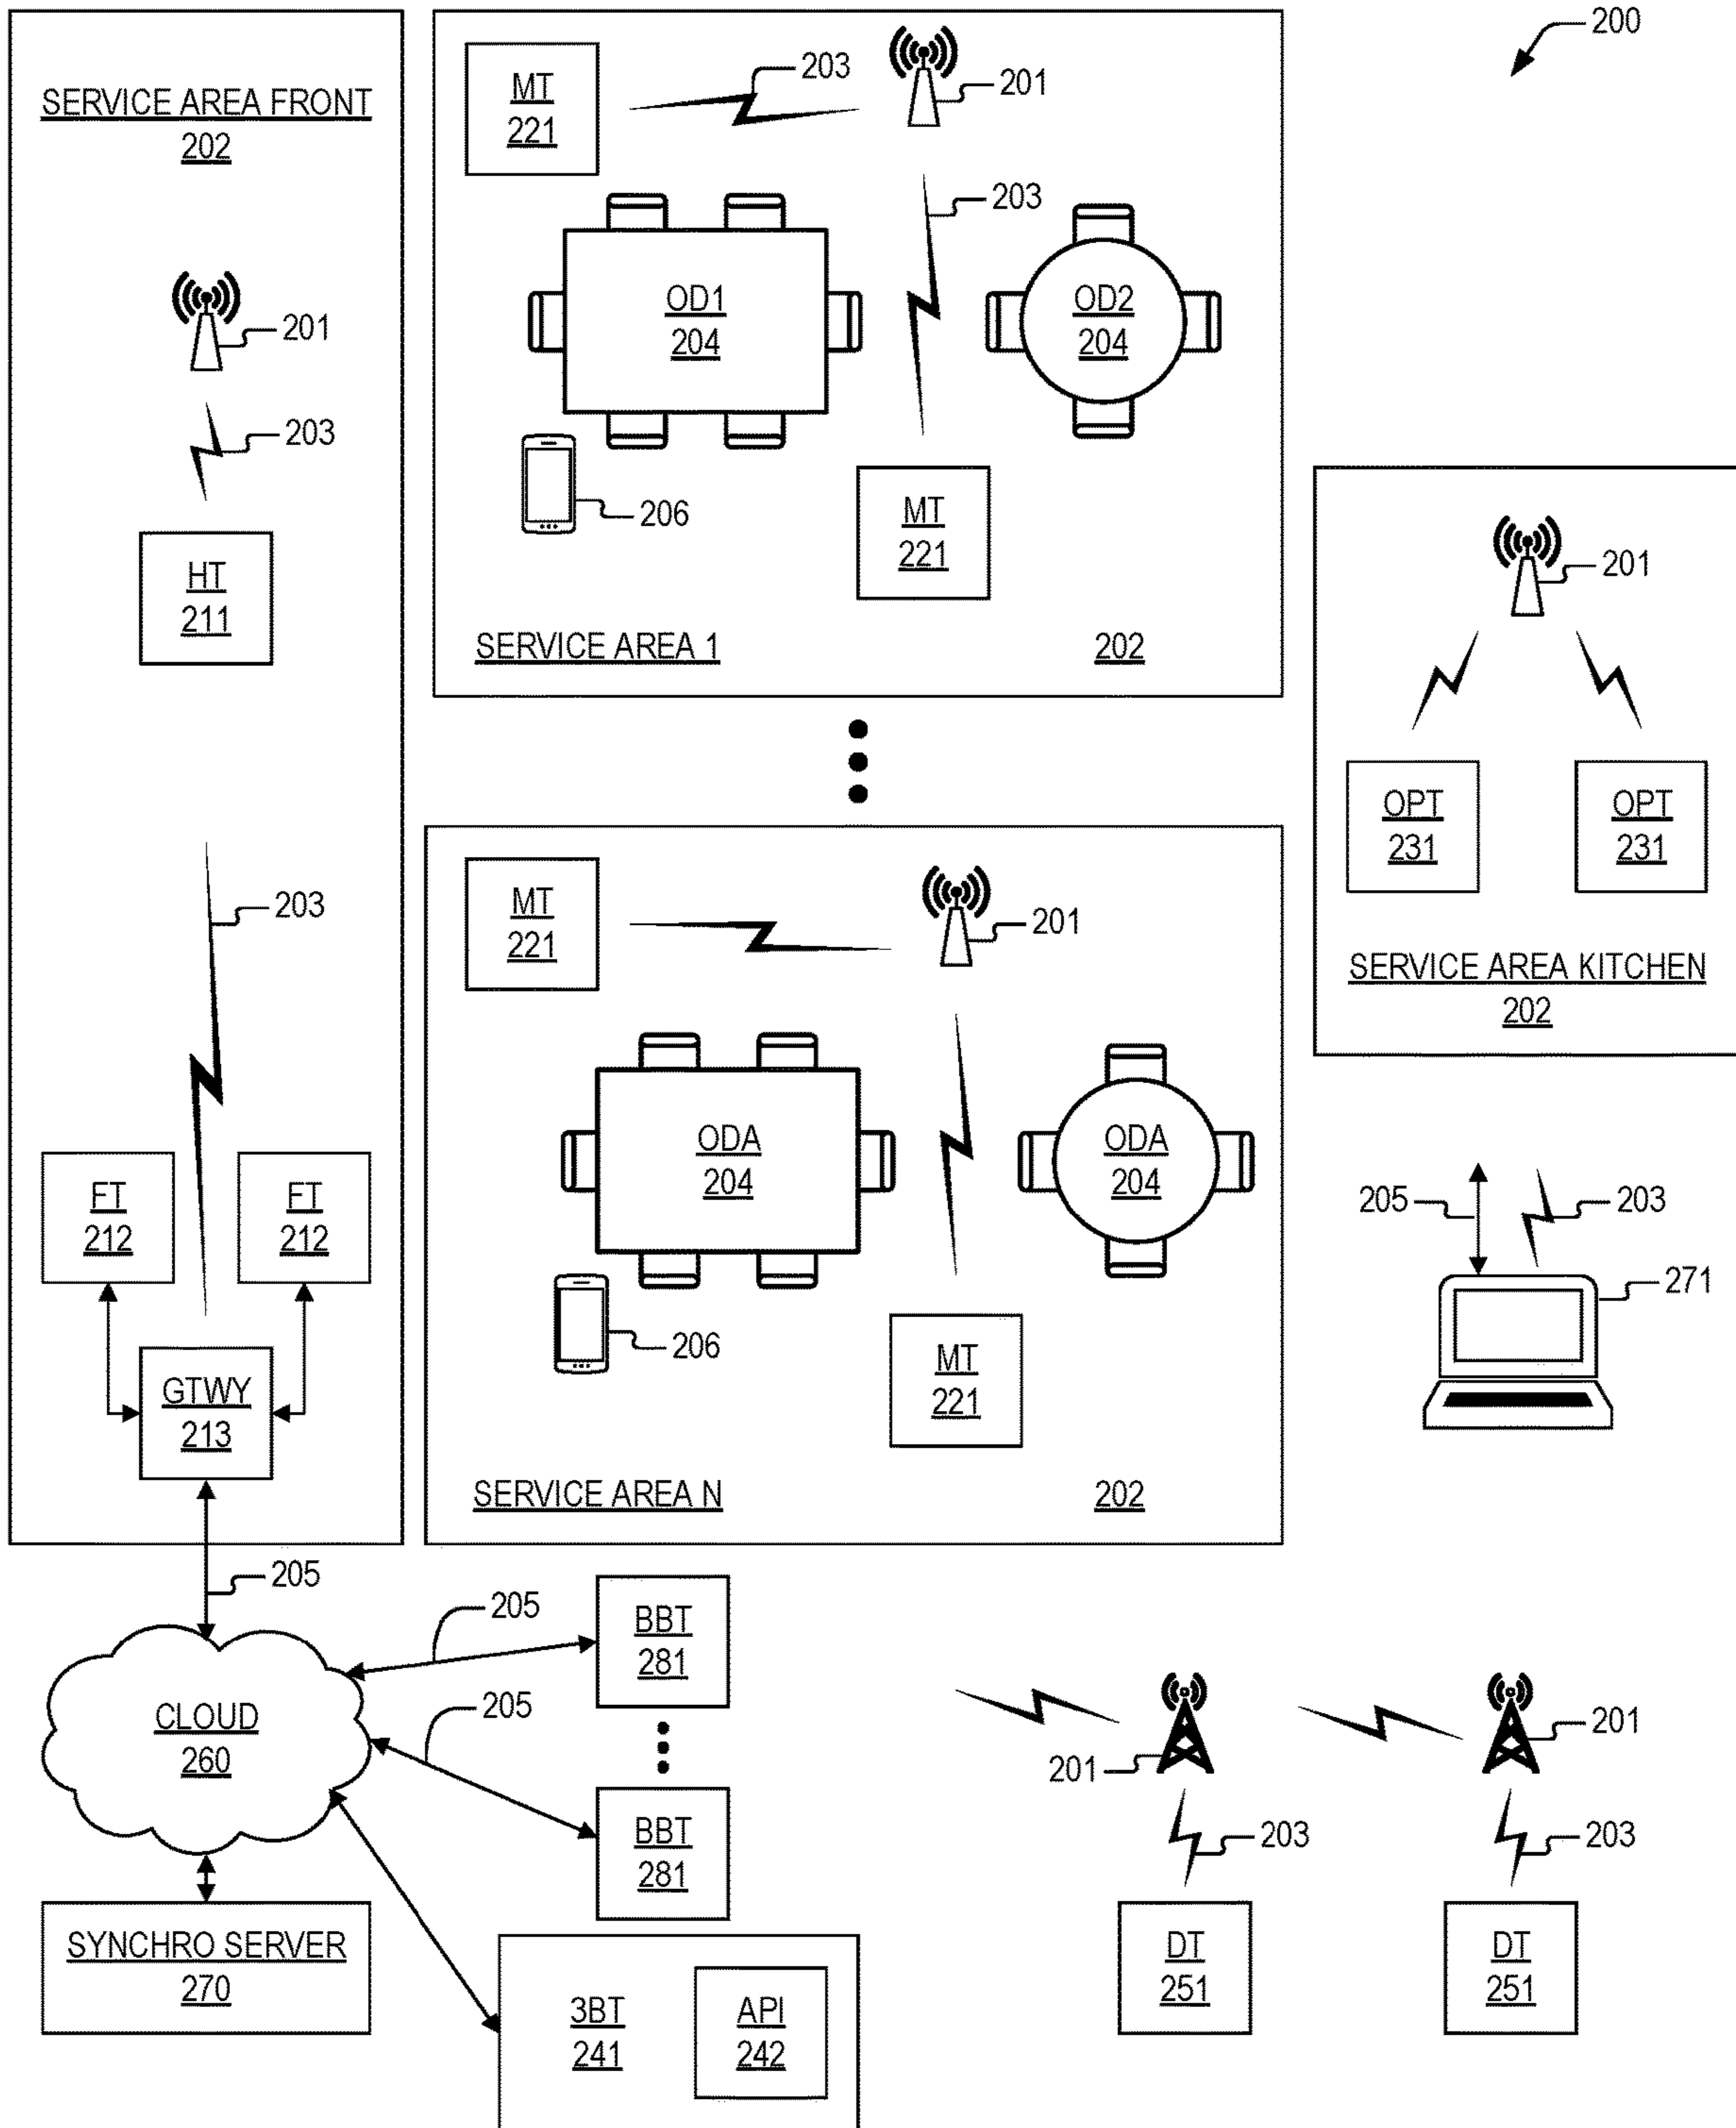 200
SERVICE AREA FRONT
202
201
203
HT
211
203
FT
212
FT
212
GTWY
213
205
MT
221
203
201
203
OD1
204
OD2
204
206
MT
221
SERVICE AREA 1
202
MT
221
201
ODA
204
ODA
204
206
MT
221
SERVICE AREA N
202
201
OPT
231
OPT
231
SERVICE AREA KITCHEN
202
205
203
271
CLOUD
260
205
BBT
281
205
BBT
281
SYNCHRO SERVER
270
3BT
241
API
242
201
201
203
203
DT
251
DT
251